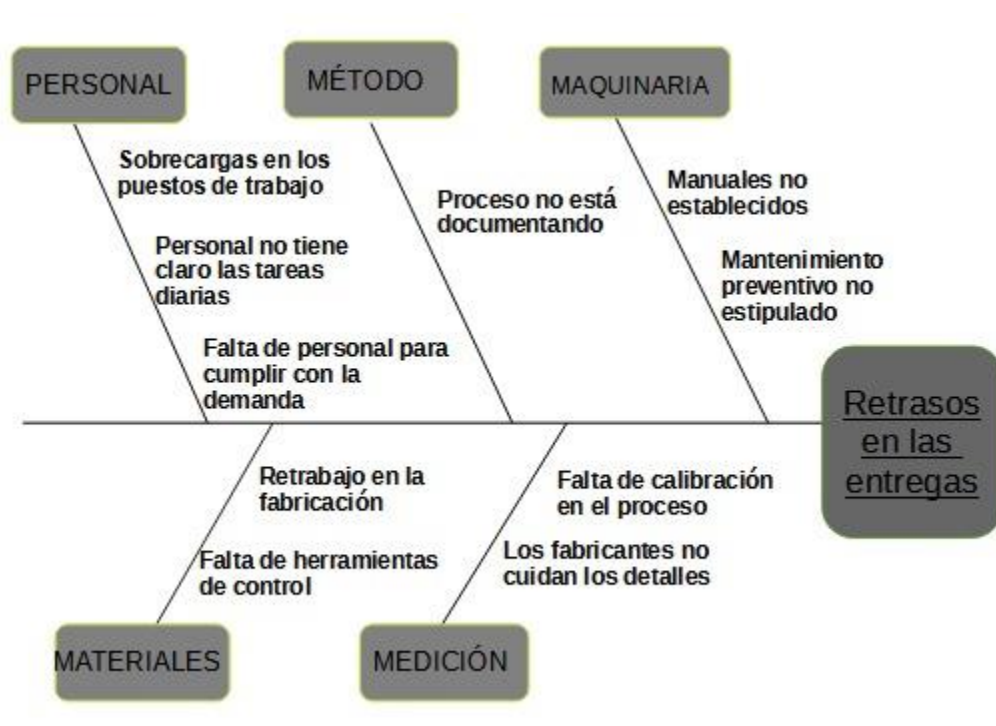 PERSONAL
MÉTODO
MAQUINARIA
Sobrecargas en los
puestos de trabajo
Personal no tiene
claro las tareas
diarias
Falta de personal para
cumplir con la
demanda
Proceso no está
documentando
Manuales no
establecidos
Mantenimiento
preventivo no
estipulado
Retrasos
en las
entregas
Retrabajo en la
fabricación
Falta de herramientas
de control
Falta de calibración
en el proceso
Los fabricantes no
cuidan los detalles
MATERIALES
MEDICIÓN